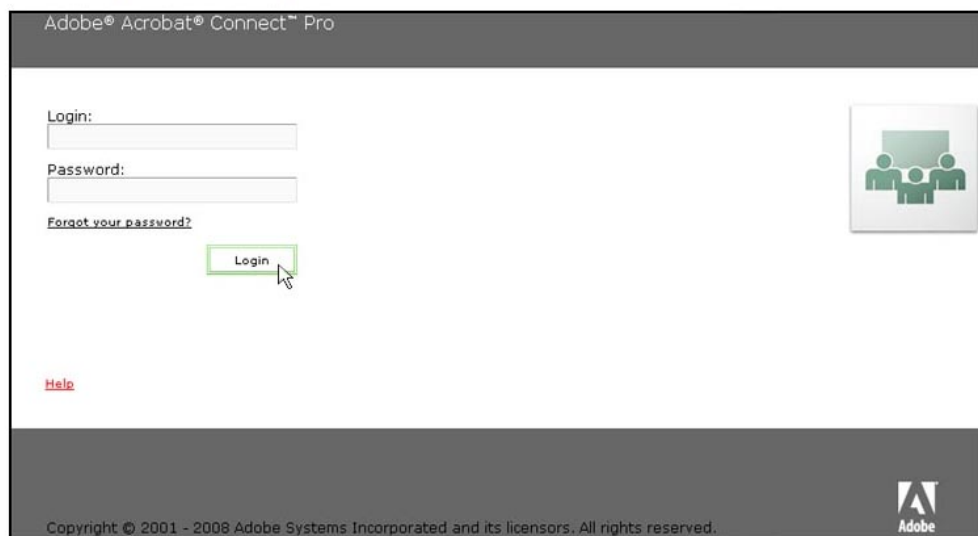 Adobe® Acrobat® Connect™ Pro
Login:
Password:
Forgot your password?
Login
Help
Copyright © 2001 - 2008 Adobe Systems Incorporated and its licensors. All rights reserved.
Adobe